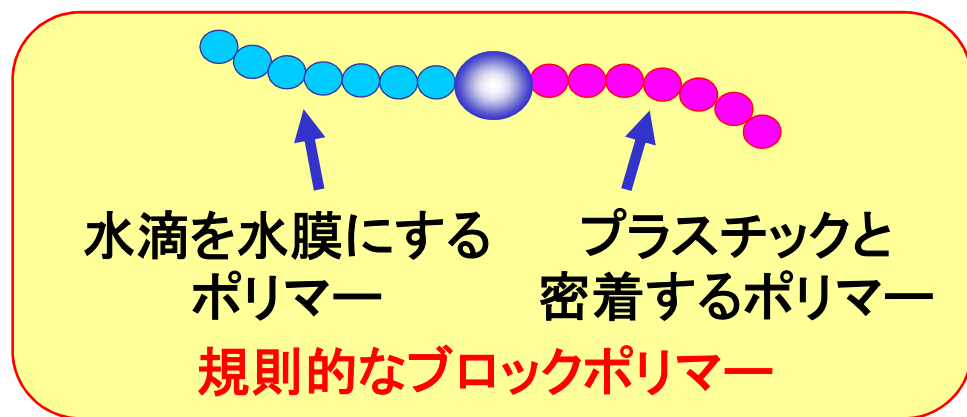 水滴を水膜にする
ポリマー
プラスチックと
密着するポリマー
規則的なブロックポリマー